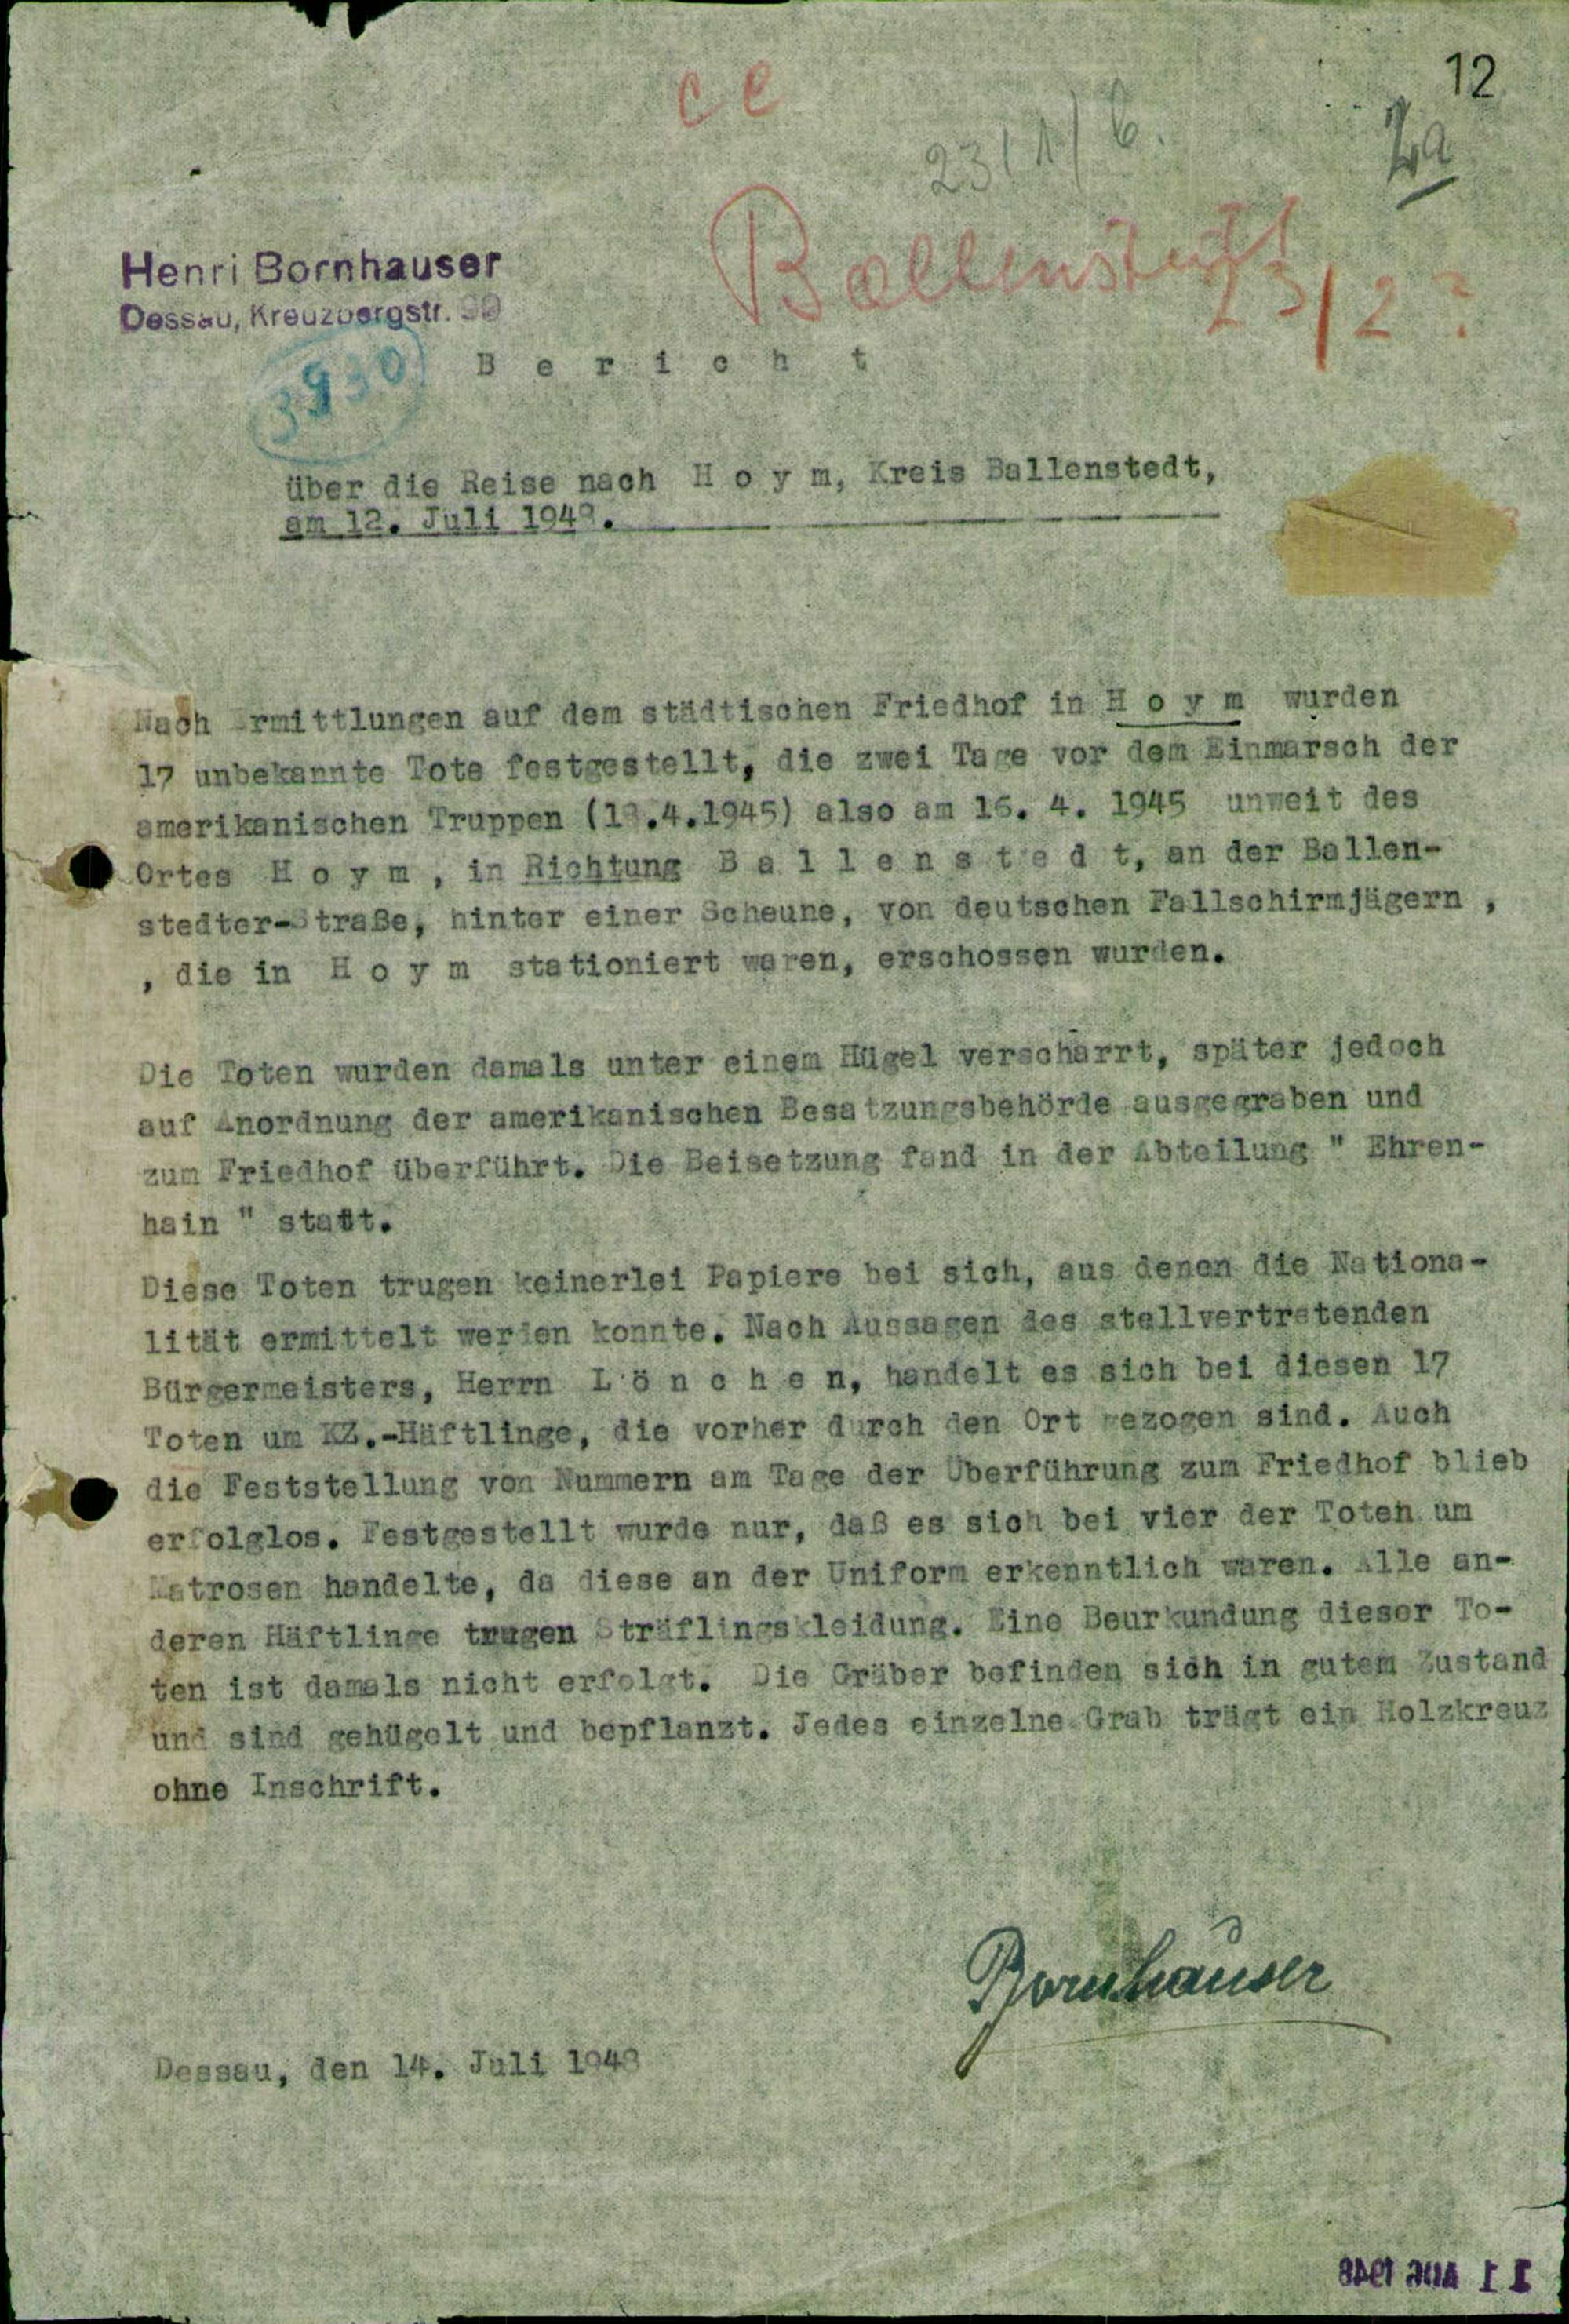 12
ce
23/1/6.
2a
Ballenstedt
23/2?
Henri Bornhauser
Dessau, Kreuzbergstr.
3930
B e r i c h t
über die Reise nach H o y m, Kreis Ballenstedt,
am 12. Juli 1948.
Nach Ermittlungen auf dem städtischen Friedhof in H o y m wurden
17 unbekannte Tote festgestellt, die zwei Tage vor dem Einmarsch der
amerikanischen Truppen (18.4.1945) also am 16. 4. 1945 unweit des
Ortes H o y m , in Richtung B a l l e n s t e d t, an der Ballen-
stedter-Straße, hinter einer Scheune, von deutschen Fallschirmjägern ,
, die in H o y m stationiert waren, erschossen wurden.
Die Toten wurden damals unter einem Hügel verscharrt, später jedoch
auf Anordnung der amerikanischen Besatzungsbehörde ausgegraben und
zum Friedhof überführt. Die Beisetzung fand in der Abteilung " Ehren-
hain " statt.
Diese Toten trugen keinerlei Papiere bei sich, aus denen die Nationa-
lität ermittelt werden konnte. Nach Aussagen des stellvertretenden
Bürgermeisters, Herrn L ö n c h e n, handelt es sich bei diesen 17
Toten um KZ.-Häftlinge, die vorher durch den Ort gezogen sind. Auch
die Feststellung von Nummern am Tage der Überführung zum Friedhof blieb
erfolglos. Festgestellt wurde nur, daß es sich bei vier der Toten um
Matrosen handelte, da diese an der Uniform erkenntlich waren. Alle an-
deren Häftlinge trugen Sträflingskleidung. Eine Beurkundung dieser To-
ten ist damals nicht erfolgt. Die Gräber befinden sich in gutem Zustand
und sind gehügelt und bepflanzt. Jedes einzelne Grab trägt ein Holzkreuz
ohne Inschrift.
Bornhauser
Dessau, den 14. Juli 1948
11 AUG 1948